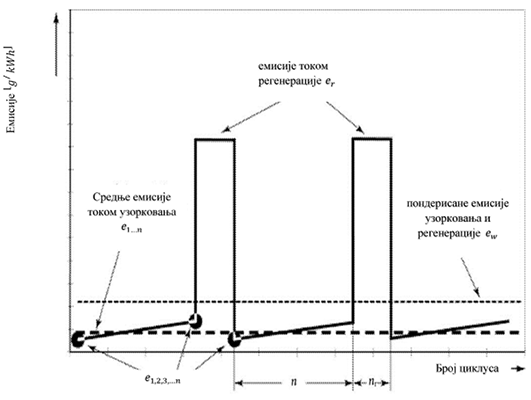 Емисије [g/ kWh]
емисије током
регенерације e_r
Средње емисије
током узорковања
e_1...n
пондерисане емисије
узорковања и
регенерације e_w
e_1,2,3,...n
n
n_r
Број циклуса